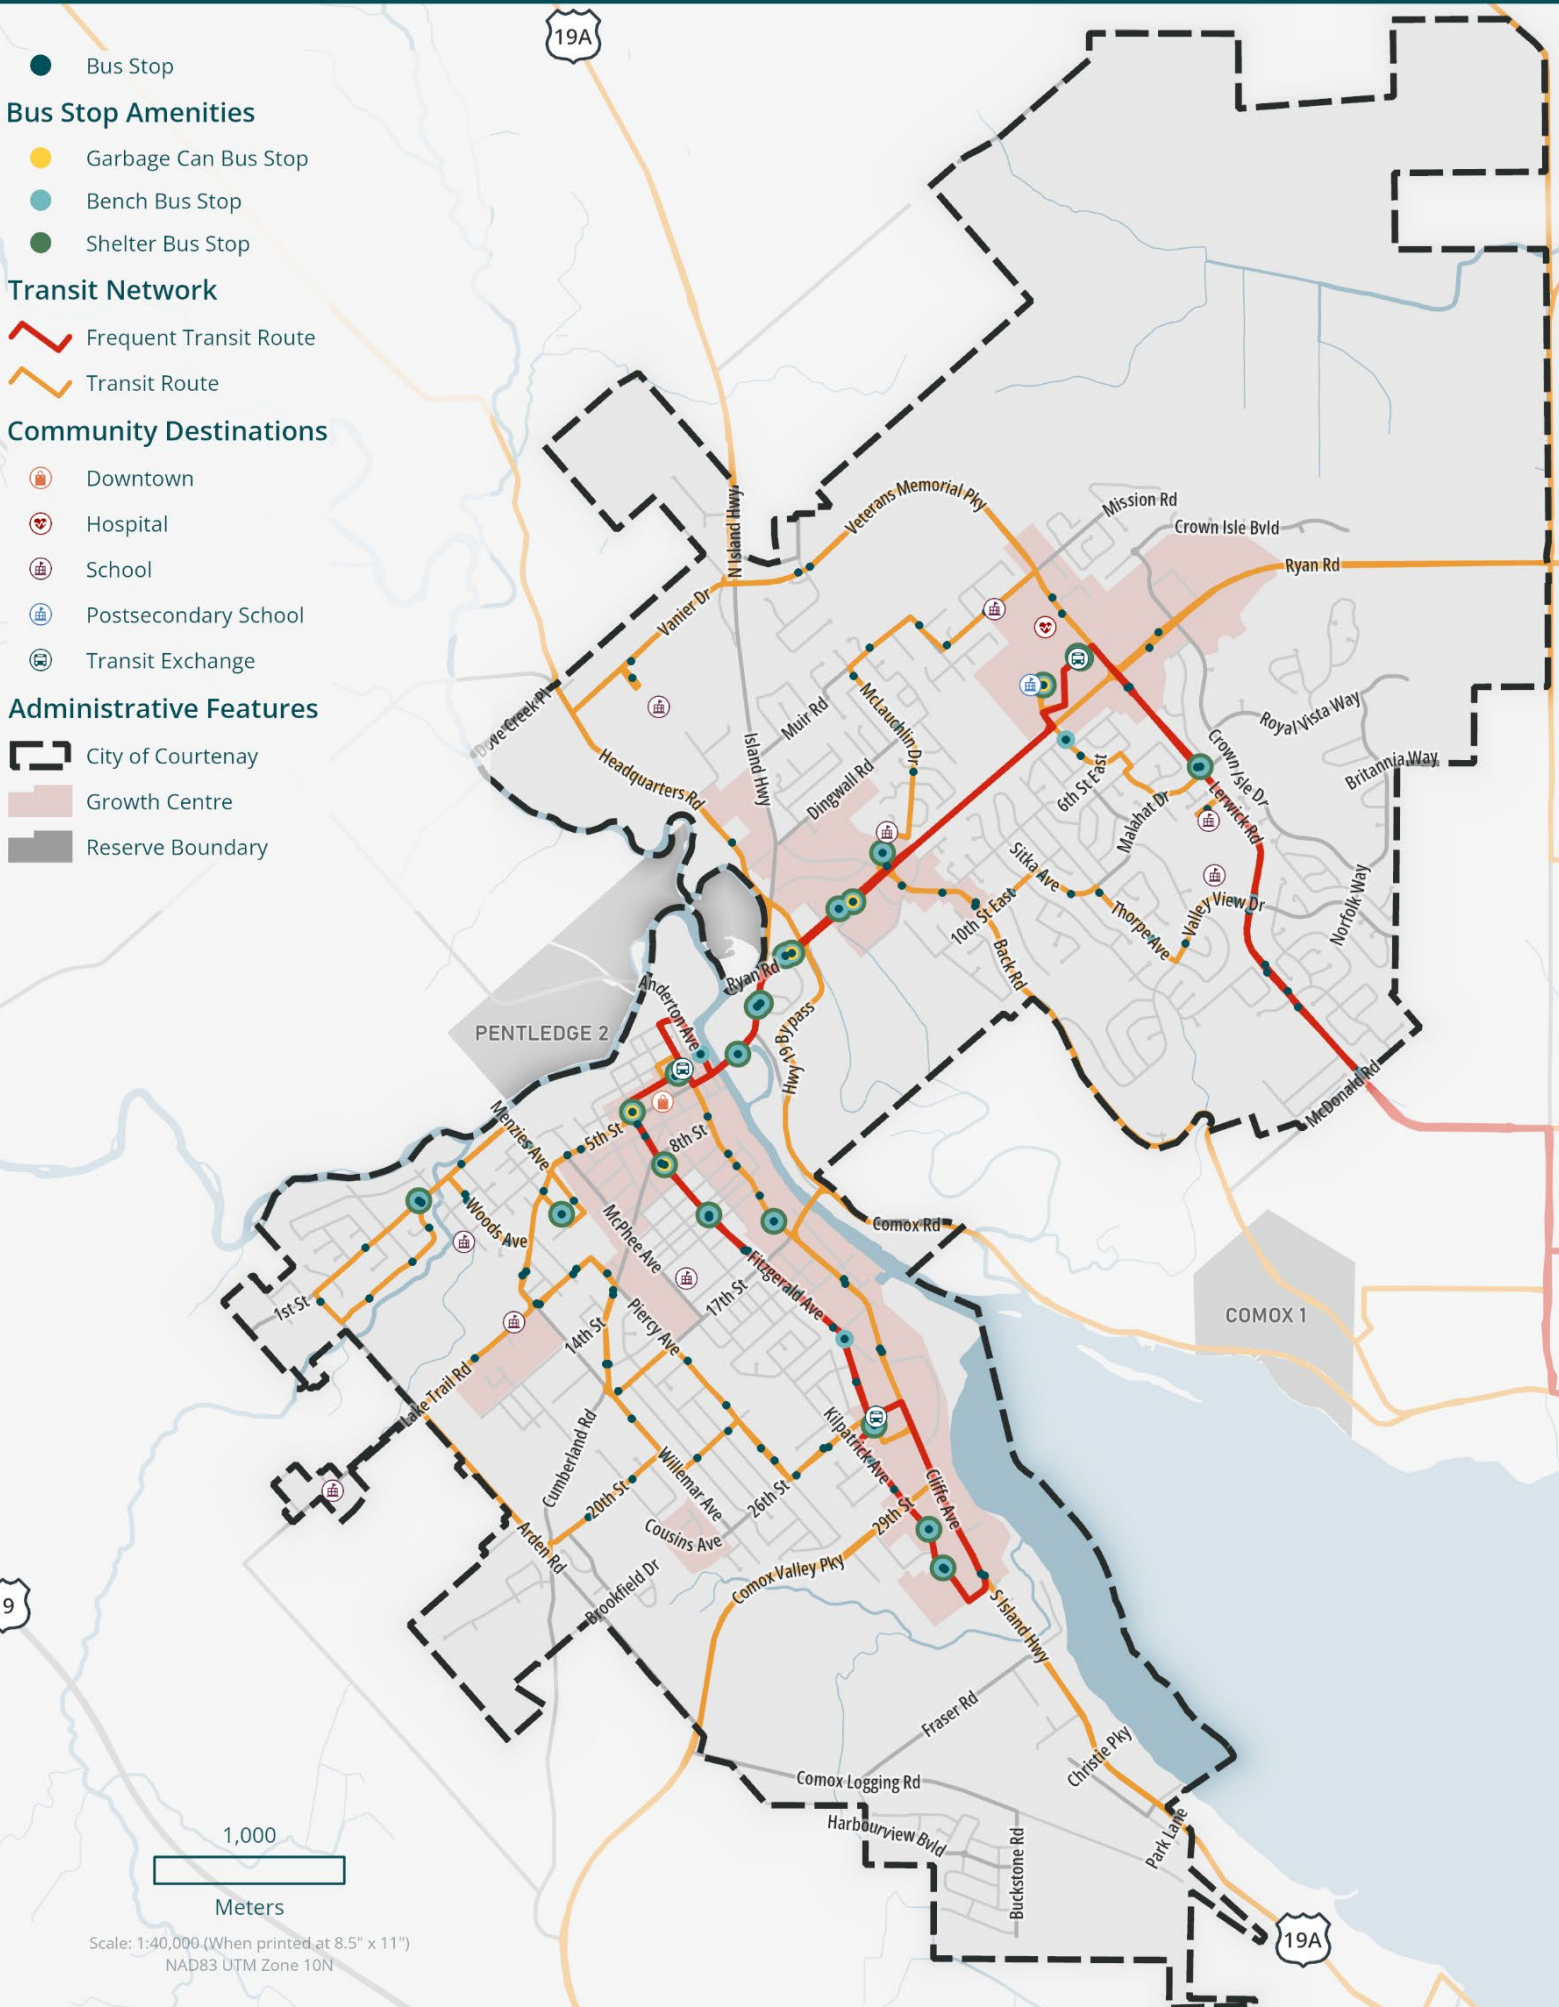 19A
Bus Stop
Bus Stop Amenities
Garbage Can Bus Stop
Bench Bus Stop
Shelter Bus Stop
Transit Network
Frequent Transit Route
Transit Route
Community Destinations
Downtown
Hospital
School
Postsecondary School
Transit Exchange
Administrative Features
City of Courtenay
Growth Centre
Reserve Boundary
N Island Hwy
Veterans Memorial Pky
Mission Rd
Crown Isle Bvld
Ryan Rd
Vanier Dr
Dove Creek Pl
Muir Rd
McLauchlin Dr
Royal Vista Way
Crown Isle Dr
Britannia Way
Island Hwy
Headquarters Rd
Dingwall Rd
6th St East
Malahat Dr
Lerwick Rd
Sitka Ave
10th St East
Thorpe Ave
Valley View Dr
Norfolk Way
Back Rd
Ryan Rd
Anderton Ave
Hwy 19 By pass
PENTLEDGE 2
McDonald Rd
Menzies Ave
5th St
8th St
Woods Ave
McPhee Ave
Comox Rd
Fitzgerald Ave
17th St
1st St
14th St
Piercy Ave
COMOX 1
Lake Trail Rd
Cumberland Rd
Kilpatrick Ave
Willemar Ave
20th St
26th St
Cliffe Ave
29th St
Cousins Ave
Arden Rd
Comox Valley Pky
Brookfield Dr
S Island Hwy
9
Fraser Rd
Christie Pky
Comox Logging Rd
Harbourview Bvld
Buckstone Rd
Park Lane
19A
1,000
Meters
Scale: 1:40,000 (When printed at 8.5" x 11")
NAD83 UTM Zone 10N